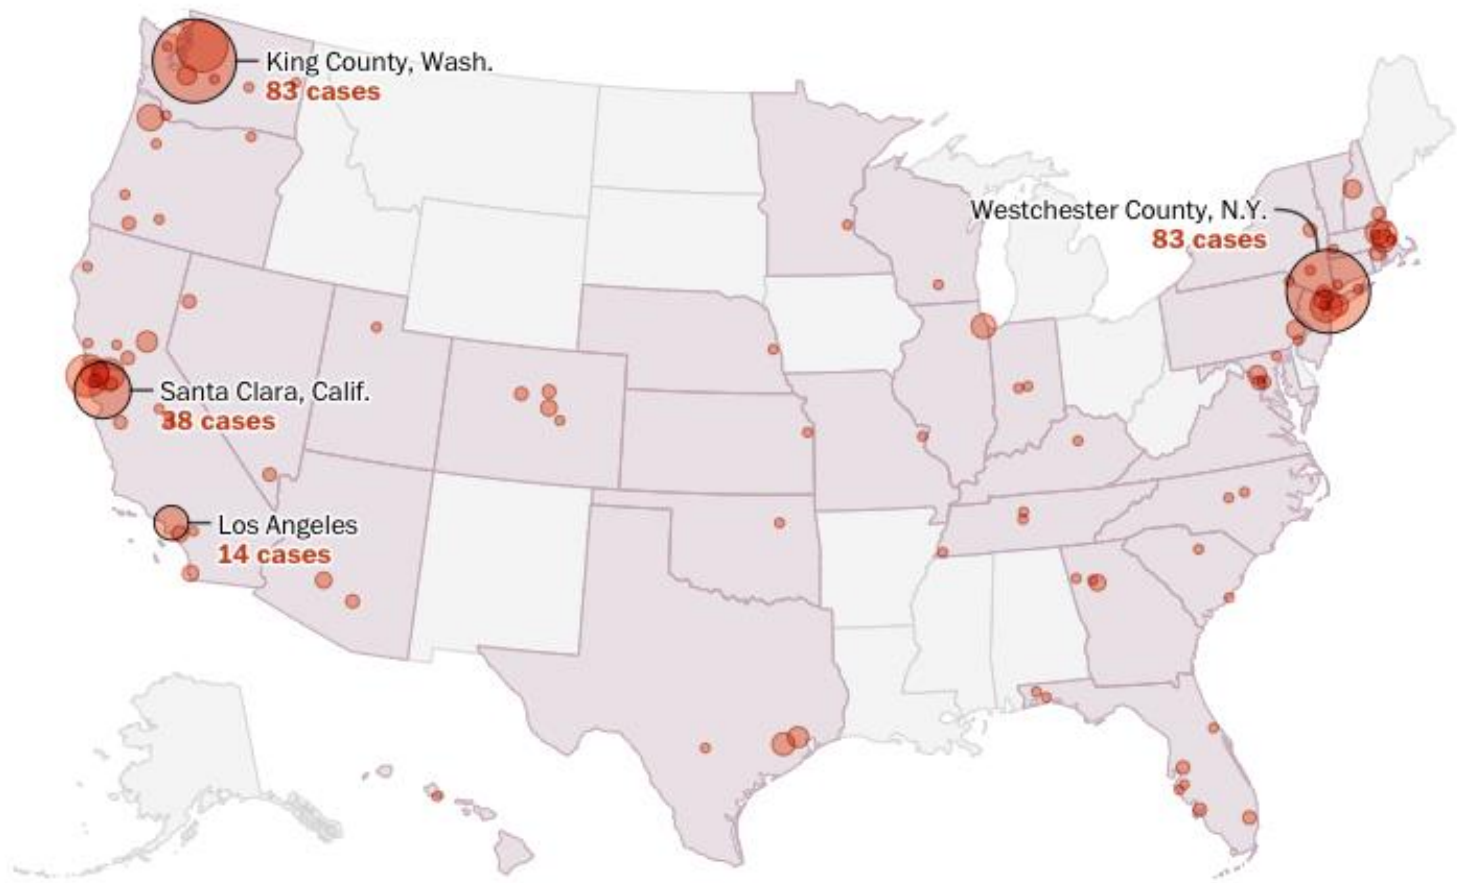 King County, Wash.
83 cases
Westchester County, N.Y.
83 cases
Santa Clara, Calif.
38 cases
Los Angeles
14 cases